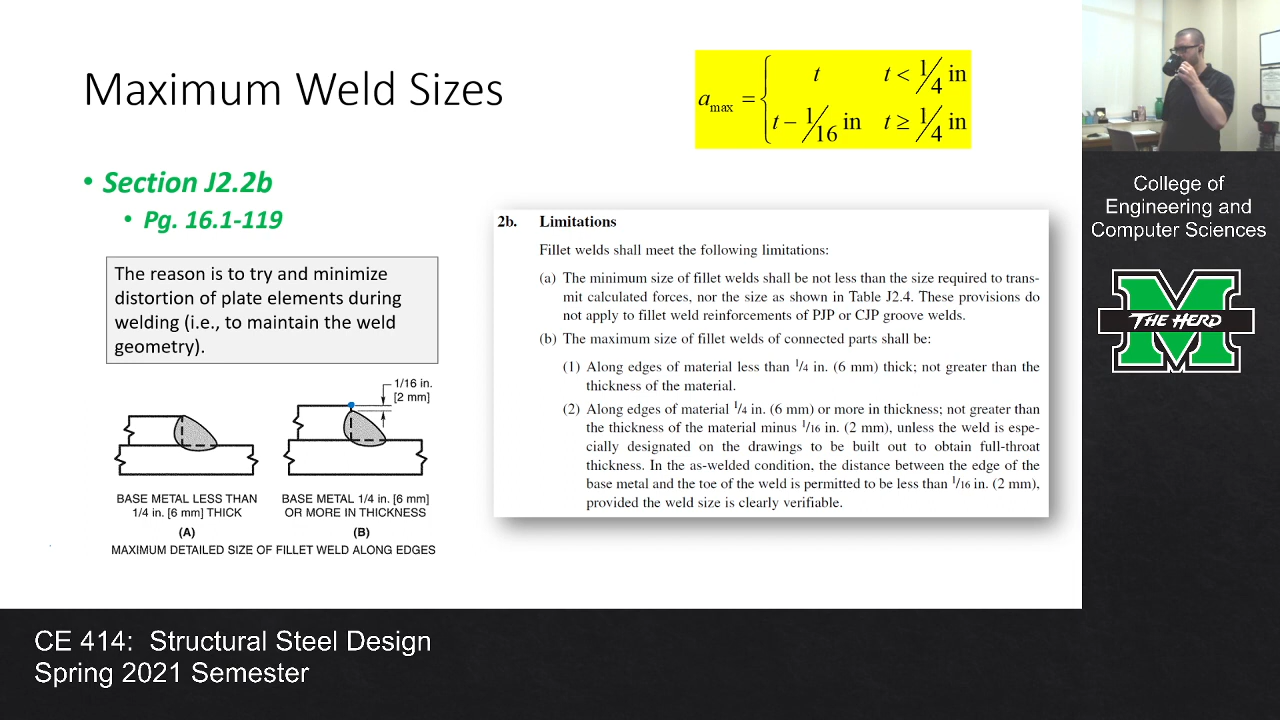 Maximum Weld Sizes
a max = { t t < 1/4 in
t − 1/16 in t ≥ 1/4 in
• Section J2.2b
• Pg. 16.1-119
The reason is to try and minimize
distortion of plate elements during
welding (i.e., to maintain the weld
geometry).
1/16 in.
[2 mm]
BASE METAL LESS THAN
1/4 in. [6 mm] THICK
(A)
BASE METAL 1/4 in. [6 mm]
OR MORE IN THICKNESS
(B)
MAXIMUM DETAILED SIZE OF FILLET WELD ALONG EDGES
2b. Limitations
Fillet welds shall meet the following limitations:
(a) The minimum size of fillet welds shall be not less than the size required to trans-
mit calculated forces, nor the size as shown in Table J2.4. These provisions do
not apply to fillet weld reinforcements of PJP or CJP groove welds.
(b) The maximum size of fillet welds of connected parts shall be:
(1) Along edges of material less than 1/4 in. (6 mm) thick; not greater than the
thickness of the material.
(2) Along edges of material 1/4 in. (6 mm) or more in thickness; not greater than
the thickness of the material minus 1/16 in. (2 mm), unless the weld is espe-
cially designated on the drawings to be built out to obtain full-throat
thickness. In the as-welded condition, the distance between the edge of the
base metal and the toe of the weld is permitted to be less than 1/16 in. (2 mm),
provided the weld size is clearly verifiable.
College of
Engineering and
Computer Sciences
THE HERD
CE 414: Structural Steel Design
Spring 2021 Semester